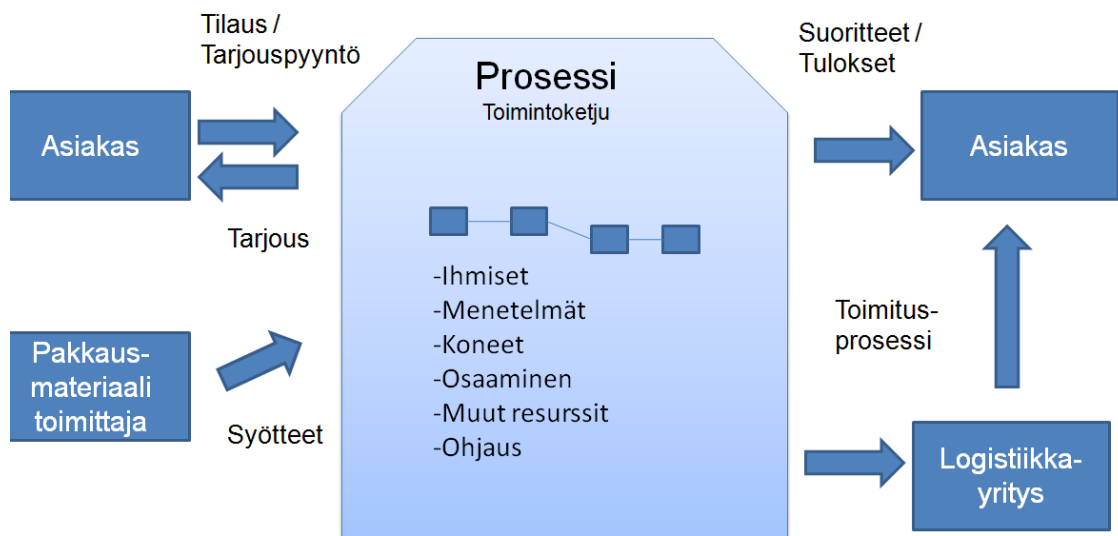 Tilaus /
Tarjouspyyntö
Asiakas
Tarjous
Pakkaus-
materiaali
toimittaja
Syötteet
Prosessi
Toimintoketju
-Ihmiset
-Menetelmät
-Koneet
-Osaaminen
-Muut resurssit
-Ohjaus
Suoritteet /
Tulokset
Asiakas
Toimitus-
prosessi
Logistiikka-
yritys